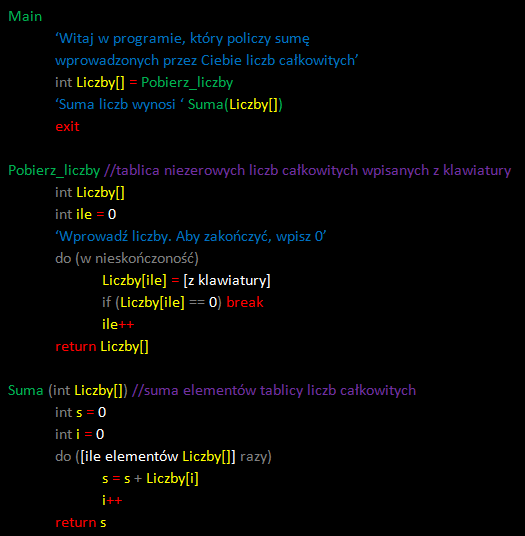 Main
‘Witaj w programie, który policzy sumę
wprowadzonych przez Ciebie liczb całkowitych’
int Liczby[] = Pobierz_liczby
‘Suma liczb wynosi ‘ Suma(Liczby[])
exit
Pobierz_liczby //tablica niezerowych liczb całkowitych wpisanych z klawiatury
int Liczby[]
int ile = 0
‘Wprowadź liczby. Aby zakończyć, wpisz 0’
do (w nieskończoność)
Liczby[ile] = [z klawiatury]
if (Liczby[ile] == 0) break
ile++
return Liczby[]
Suma (int Liczby[]) //suma elementów tablicy liczb całkowitych
int s = 0
int i = 0
do ([ile elementów Liczby[]] razy)
s = s + Liczby[i]
i++
return s